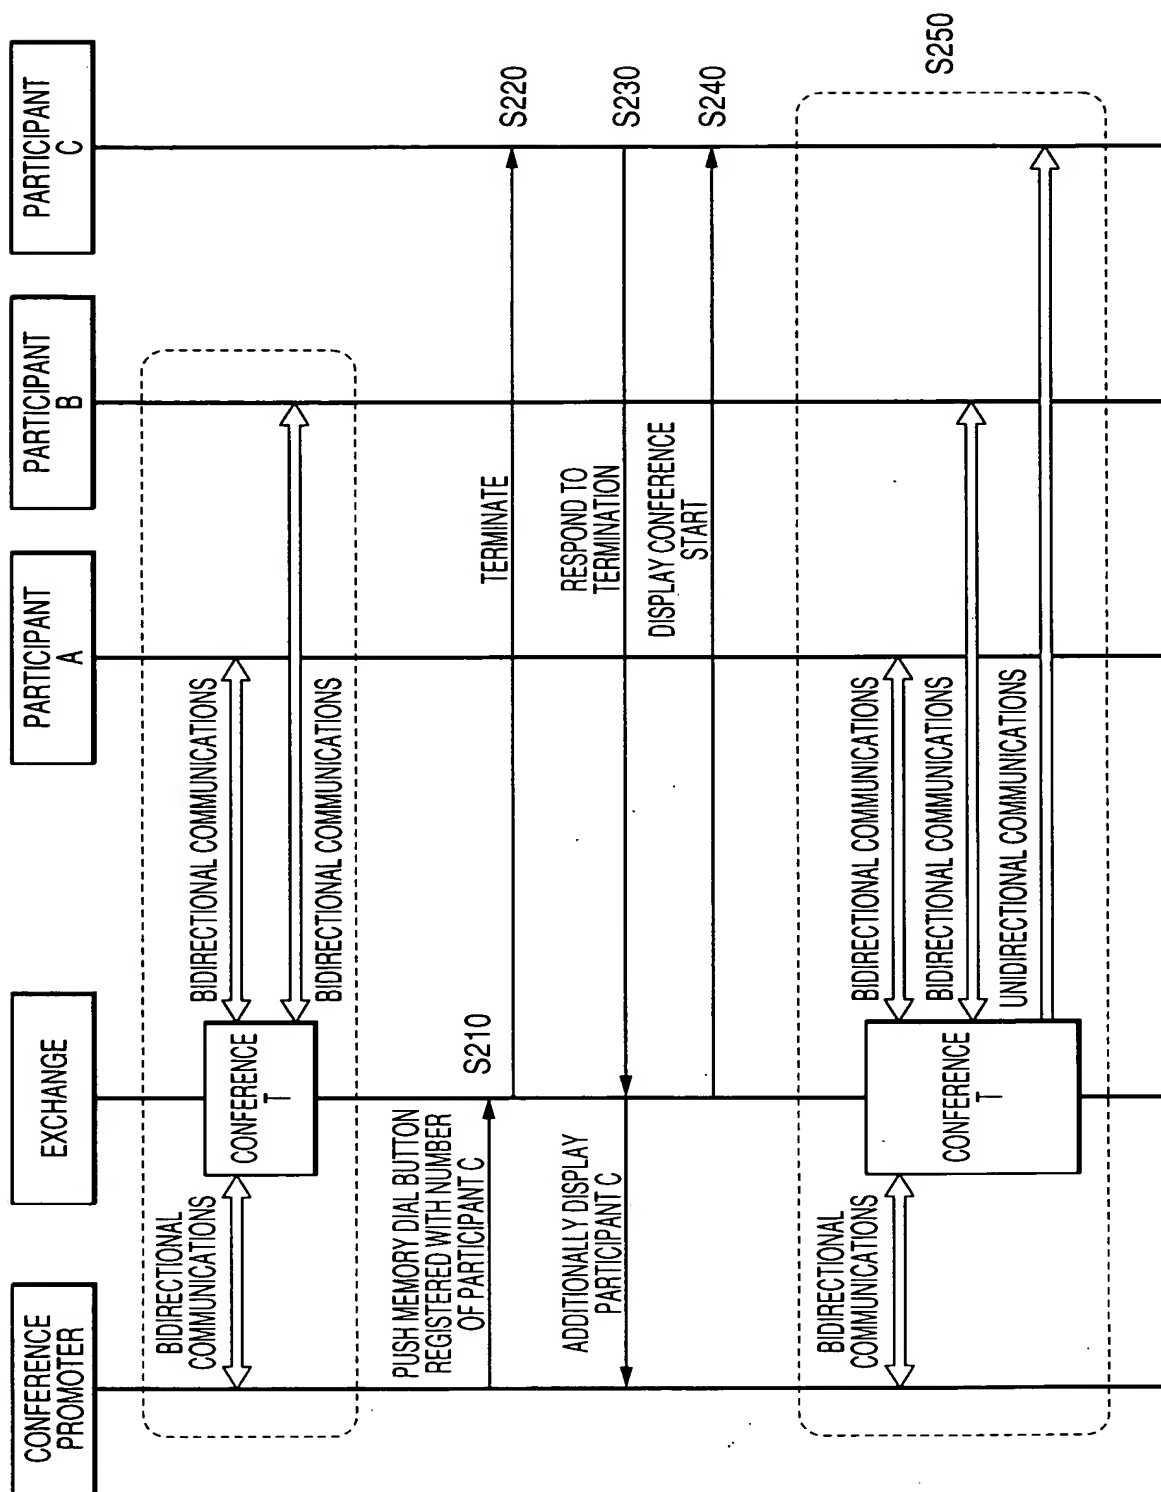 CONFERENCE
PROMOTER
EXCHANGE
PARTICIPANT
A
PARTICIPANT
B
PARTICIPANT
C
BIDIRECTIONAL
COMMUNICATIONS
CONFERENCE
T
BIDIRECTIONAL COMMUNICATIONS
BIDIRECTIONAL COMMUNICATIONS
PUSH MEMORY DIAL BUTTON
REGISTERED WITH NUMBER
OF PARTICIPANT C
S210
TERMINATE
S220
ADDITIONALLY DISPLAY
PARTICIPANT C
RESPOND TO
TERMINATION
S230
DISPLAY CONFERENCE
START
S240
BIDIRECTIONAL
COMMUNICATIONS
CONFERENCE
T
BIDIRECTIONAL COMMUNICATIONS
BIDIRECTIONAL COMMUNICATIONS
UNIDIRECTIONAL COMMUNICATIONS
S250